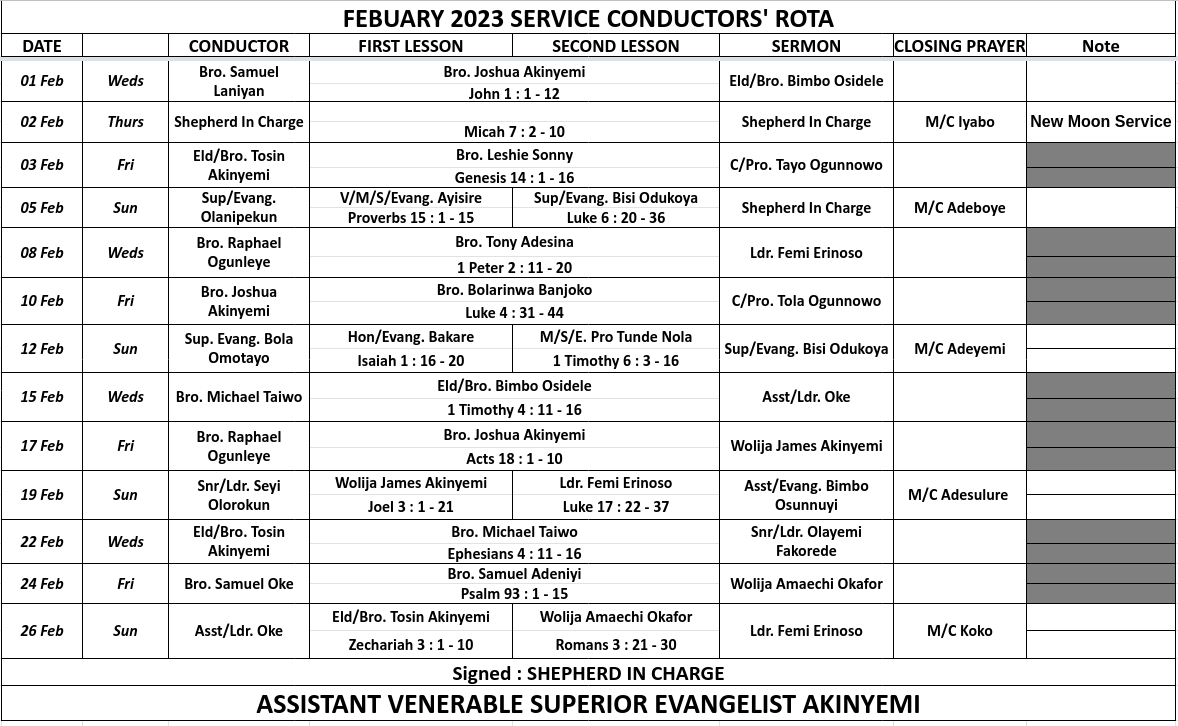 FEBUARY 2023 SERVICE CONDUCTORS' ROTA
DATE CONDUCTOR FIRST LESSON SECOND LESSON SERMON CLOSING PRAYER Note
01 Feb Weds Bro. Samuel Laniyan Bro. Joshua Akinyemi John 1 : 1 - 12 Eld/Bro. Bimbo Osidele
02 Feb Thurs Shepherd In Charge Micah 7 : 2 - 10 Shepherd In Charge M/C Iyabo New Moon Service
03 Feb Fri Eld/Bro. Tosin Akinyemi Bro. Leshie Sonny Genesis 14 : 1 - 16 C/Pro. Tayo Ogunnowo
05 Feb Sun Sup/Evang. Olanipekun V/M/S/Evang. Ayisire Proverbs 15 : 1 - 15 Sup/Evang. Bisi Odukoya Luke 6 : 20 - 36 Shepherd In Charge M/C Adeboye
08 Feb Weds Bro. Raphael Ogunleye Bro. Tony Adesina 1 Peter 2 : 11 - 20 Ldr. Femi Erinoso
10 Feb Fri Bro. Joshua Akinyemi Bro. Bolarinwa Banjoko Luke 4 : 31 - 44 C/Pro. Tola Ogunnowo
12 Feb Sun Sup. Evang. Bola Omotayo Hon/Evang. Bakare Isaiah 1 : 16 - 20 M/S/E. Pro Tunde Nola 1 Timothy 6 : 3 - 16 Sup/Evang. Bisi Odukoya M/C Adeyemi
15 Feb Weds Bro. Michael Taiwo Eld/Bro. Bimbo Osidele 1 Timothy 4 : 11 - 16 Asst/Ldr. Oke
17 Feb Fri Bro. Raphael Ogunleye Bro. Joshua Akinyemi Acts 18 : 1 - 10 Wolija James Akinyemi
19 Feb Sun Snr/Ldr. Seyi Olorokun Wolija James Akinyemi Joel 3 : 1 - 21 Ldr. Femi Erinoso Luke 17 : 22 - 37 Asst/Evang. Bimbo Osunnuyi M/C Adesulure
22 Feb Weds Eld/Bro. Tosin Akinyemi Bro. Michael Taiwo Ephesians 4 : 11 - 16 Snr/Ldr. Olayemi Fakorede
24 Feb Fri Bro. Samuel Oke Bro. Samuel Adeniyi Psalm 93 : 1 - 15 Wolija Amaechi Okafor
26 Feb Sun Asst/Ldr. Oke Eld/Bro. Tosin Akinyemi Zechariah 3 : 1 - 10 Wolija Amaechi Okafor Romans 3 : 21 - 30 Ldr. Femi Erinoso M/C Koko
Signed : SHEPHERD IN CHARGE
ASSISTANT VENERABLE SUPERIOR EVANGELIST AKINYEMI